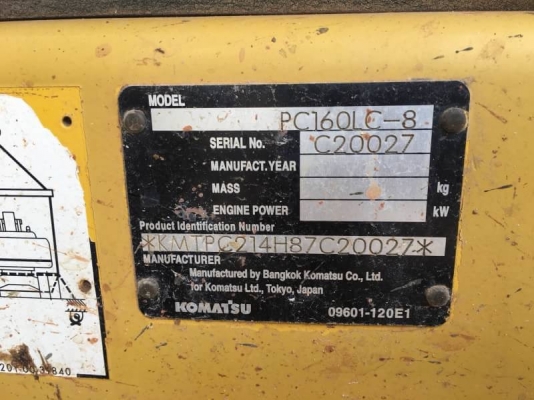 MODEL
PC160LC-8
SERIAL No.
C20027
MANUFACT.YEAR
MASS
kg
ENGINE POWER
kW
Product Identification Number
*KMTPC214H87C20027*
MANUFACTURER
Manufactured by Bangkok Komatsu Co., Ltd.
for Komatsu Ltd., Tokyo, Japan
KOMATSU
09601-120E1